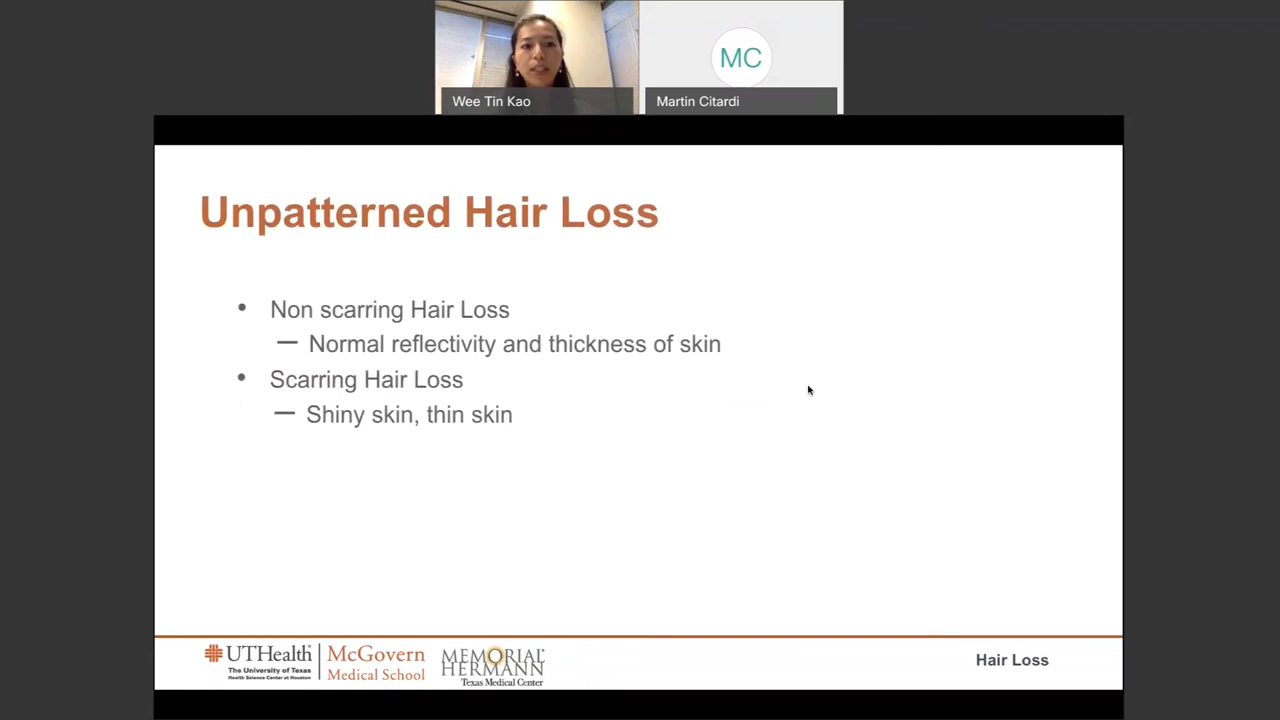 MC
Wee Tin Kao
Martin Citardi
Unpatterned Hair Loss
• Non scarring Hair Loss
— Normal reflectivity and thickness of skin
• Scarring Hair Loss
— Shiny skin, thin skin
UTHealth
The University of Texas
Health Science Center at Houston
McGovern
Medical School
MEMORIAL
HERMANN
Texas Medical Center
Hair Loss